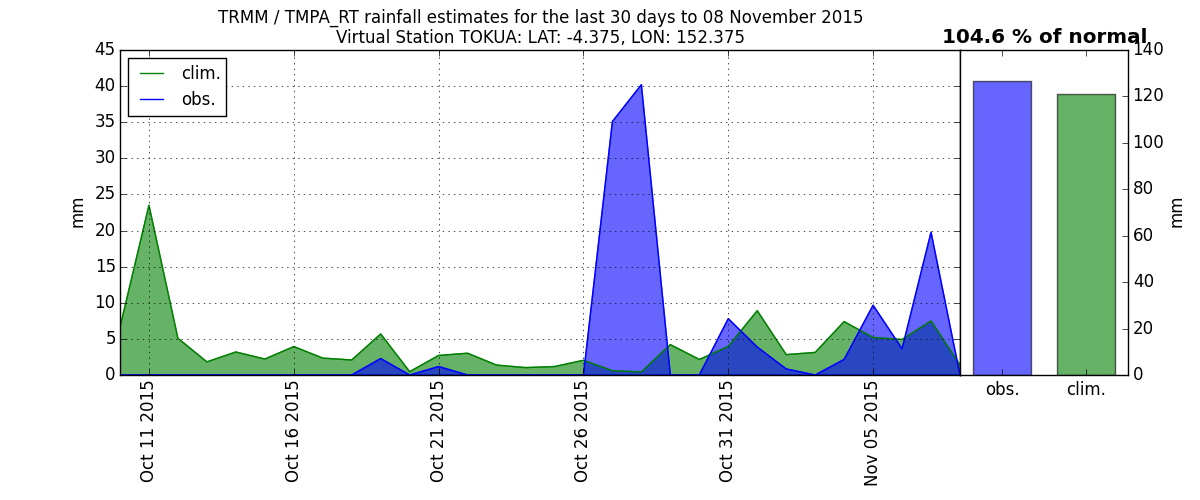 TRMM / TMPA_RT rainfall estimates for the last 30 days to 08 November 2015
Virtual Station TOKUA: LAT: -4.375, LON: 152.375
104.6 % of normal
clim.
obs.
mm
45
40
35
30
25
20
15
10
5
0
Oct 11 2015
Oct 16 2015
Oct 21 2015
Oct 26 2015
Oct 31 2015
Nov 05 2015
140
120
100
80
60
40
20
0
mm
obs.
clim.